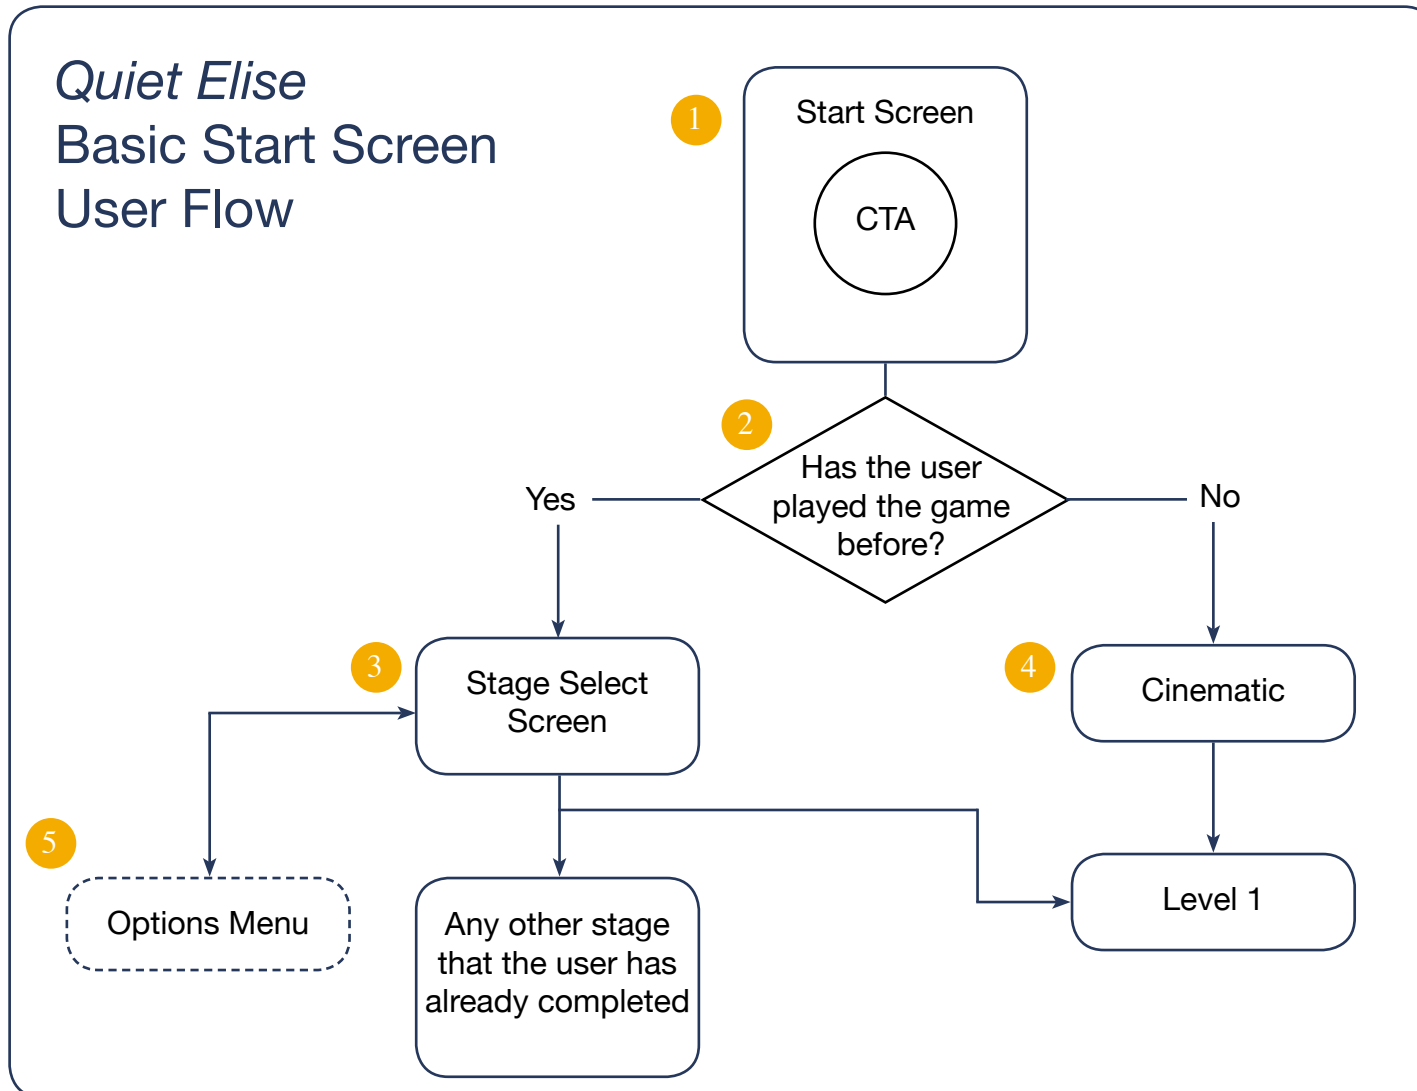 Quiet Elise
Basic Start Screen
User Flow
1
Start Screen
CTA
2
Has the user
played the game
before?
Yes
No
3
Stage Select
Screen
4
Cinematic
5
Options Menu
Any other stage
that the user has
already completed
Level 1